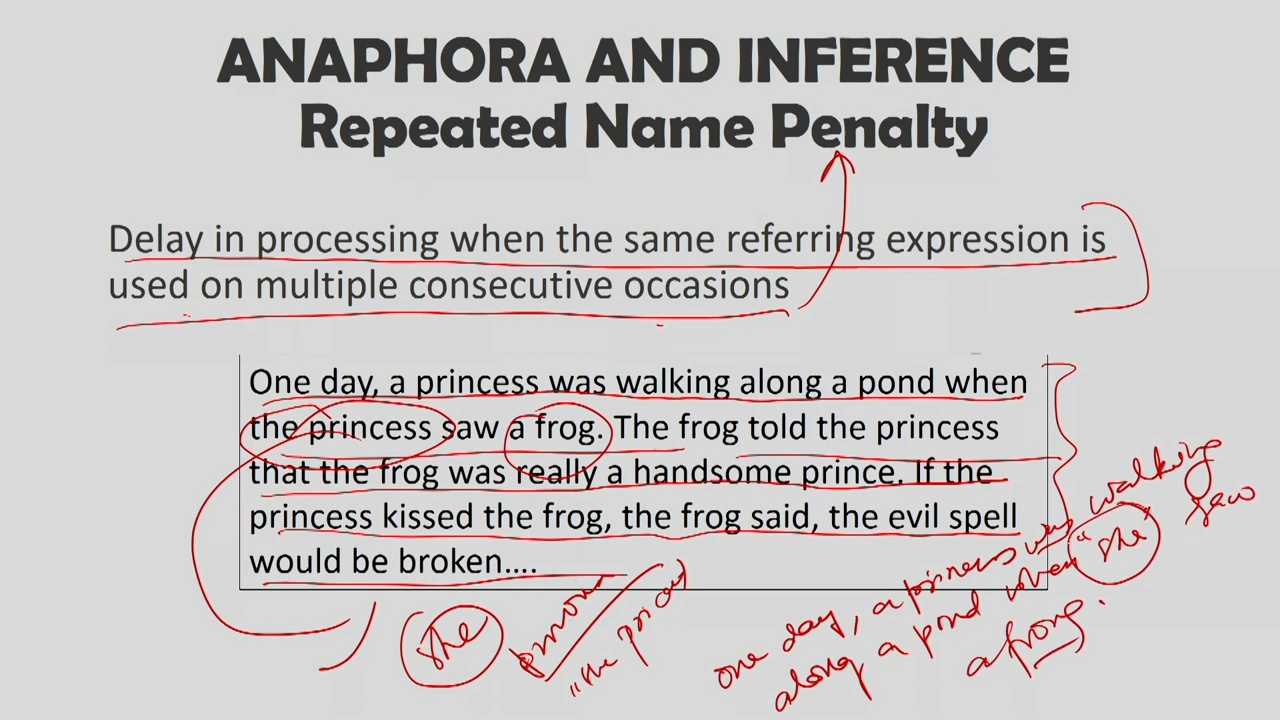 ANAPHORA AND INFERENCE
Repeated Name Penalty
Delay in processing when the same referring expression is
used on multiple consecutive occasions
One day, a princess was walking along a pond when
the princess saw a frog. The frog told the princess
that the frog was really a handsome prince. If the
princess kissed the frog, the frog said, the evil spell
would be broken....
she
"the
one day, a princess was walking
along a pond when "she" saw
a frong.